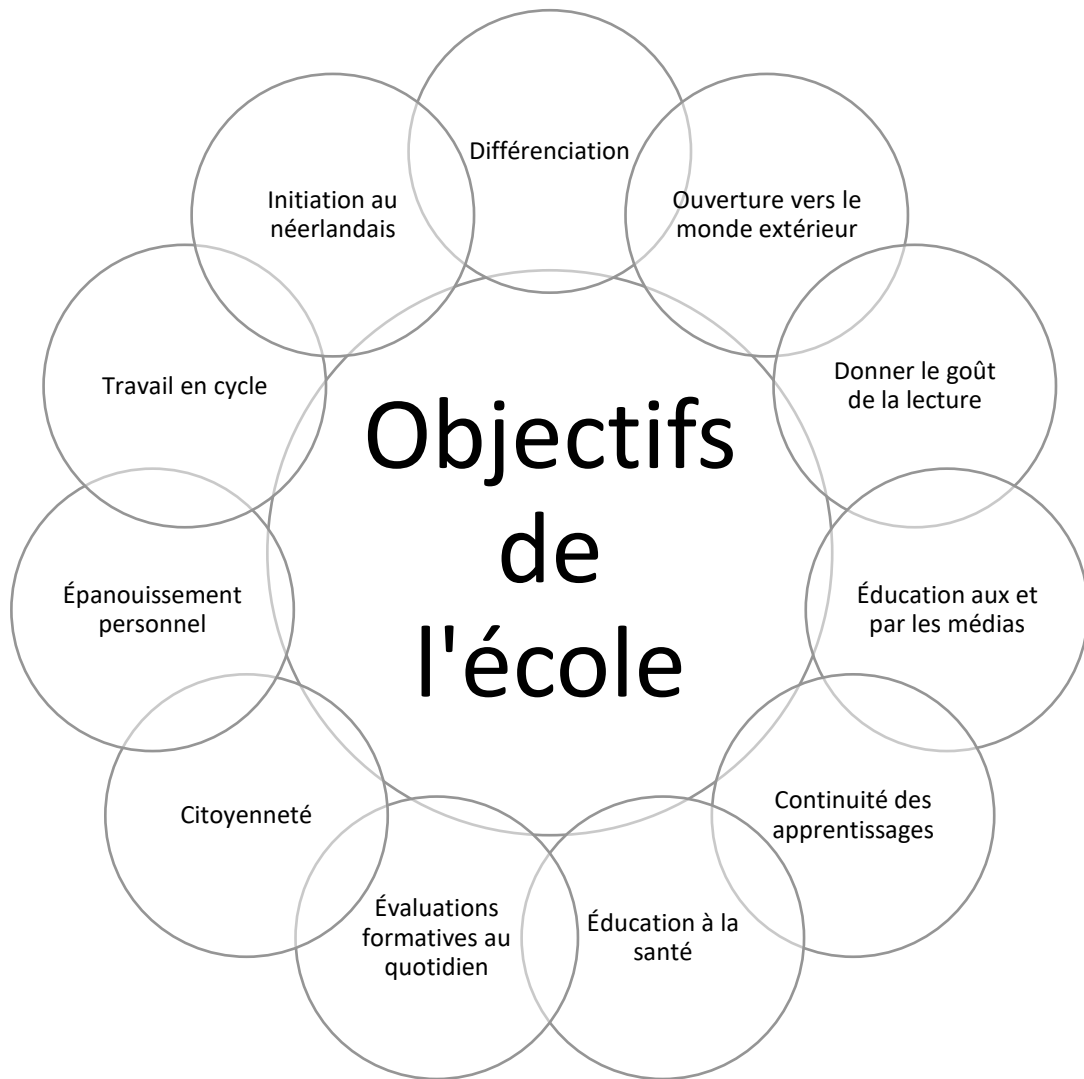 Différenciation
Ouverture vers le
monde extérieur
Donner le goût
de la lecture
Éducation aux et
par les médias
Continuité des
apprentissages
Éducation à la
santé
Évaluations
formatives au
quotidien
Citoyenneté
Épanouissement
personnel
Travail en cycle
Initiation au
néerlandais
Objectifs
de
l'école